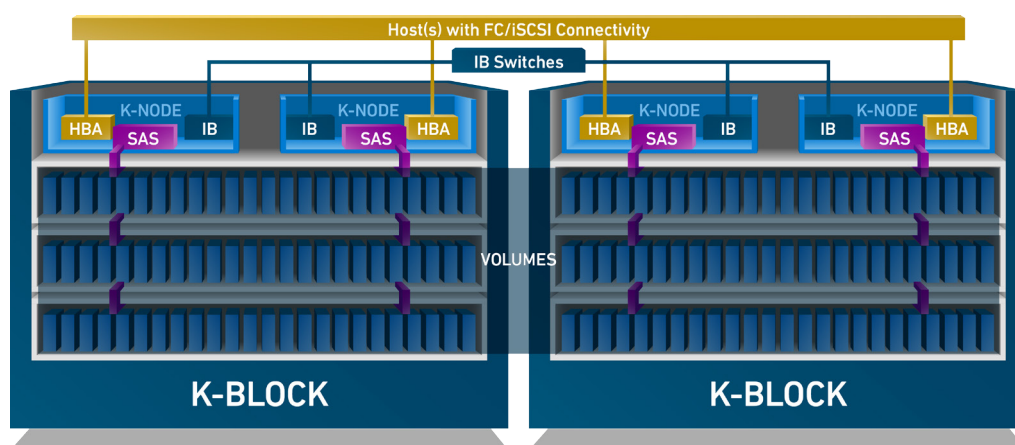 Host(s) with FC/iSCSI Connectivity
IB Switches
K-NODE
HBA
SAS
IB
K-NODE
IB
SAS
HBA
K-NODE
HBA
SAS
IB
K-NODE
IB
SAS
HBA
VOLUMES
K-BLOCK
K-BLOCK